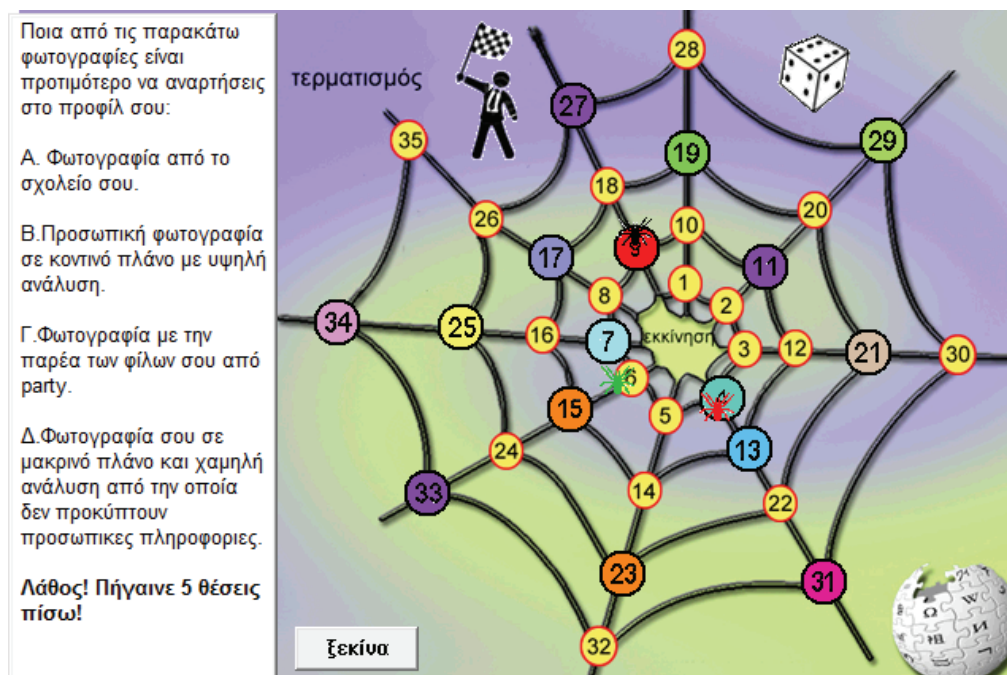 Ποια από τις παρακάτω
φωτογραφίες είναι
προτιμότερο να αναρτήσεις
στο προφίλ σου:
Α. Φωτογραφία από το
σχολείο σου.
Β.Προσωπική φωτογραφία
σε κοντινό πλάνο με υψηλή
ανάλυση.
Γ.Φωτογραφία με την
παρέα των φίλων σου από
party.
Δ.Φωτογραφία σου σε
μακρινό πλάνο και χαμηλή
ανάλυση από την οποία
δεν προκύπτουν
προσωπικες πληροφοριες.
Λάθος! Πήγαινε 5 θέσεις
πίσω!
τερματισμός
28
27
35
29
19
18
20
26
10
9
17
11
1
8
2
34
25
16
7
εκκίνηση
3
12
21
30
6
15
5
13
24
14
33
22
23
31
32
ξεκίνα